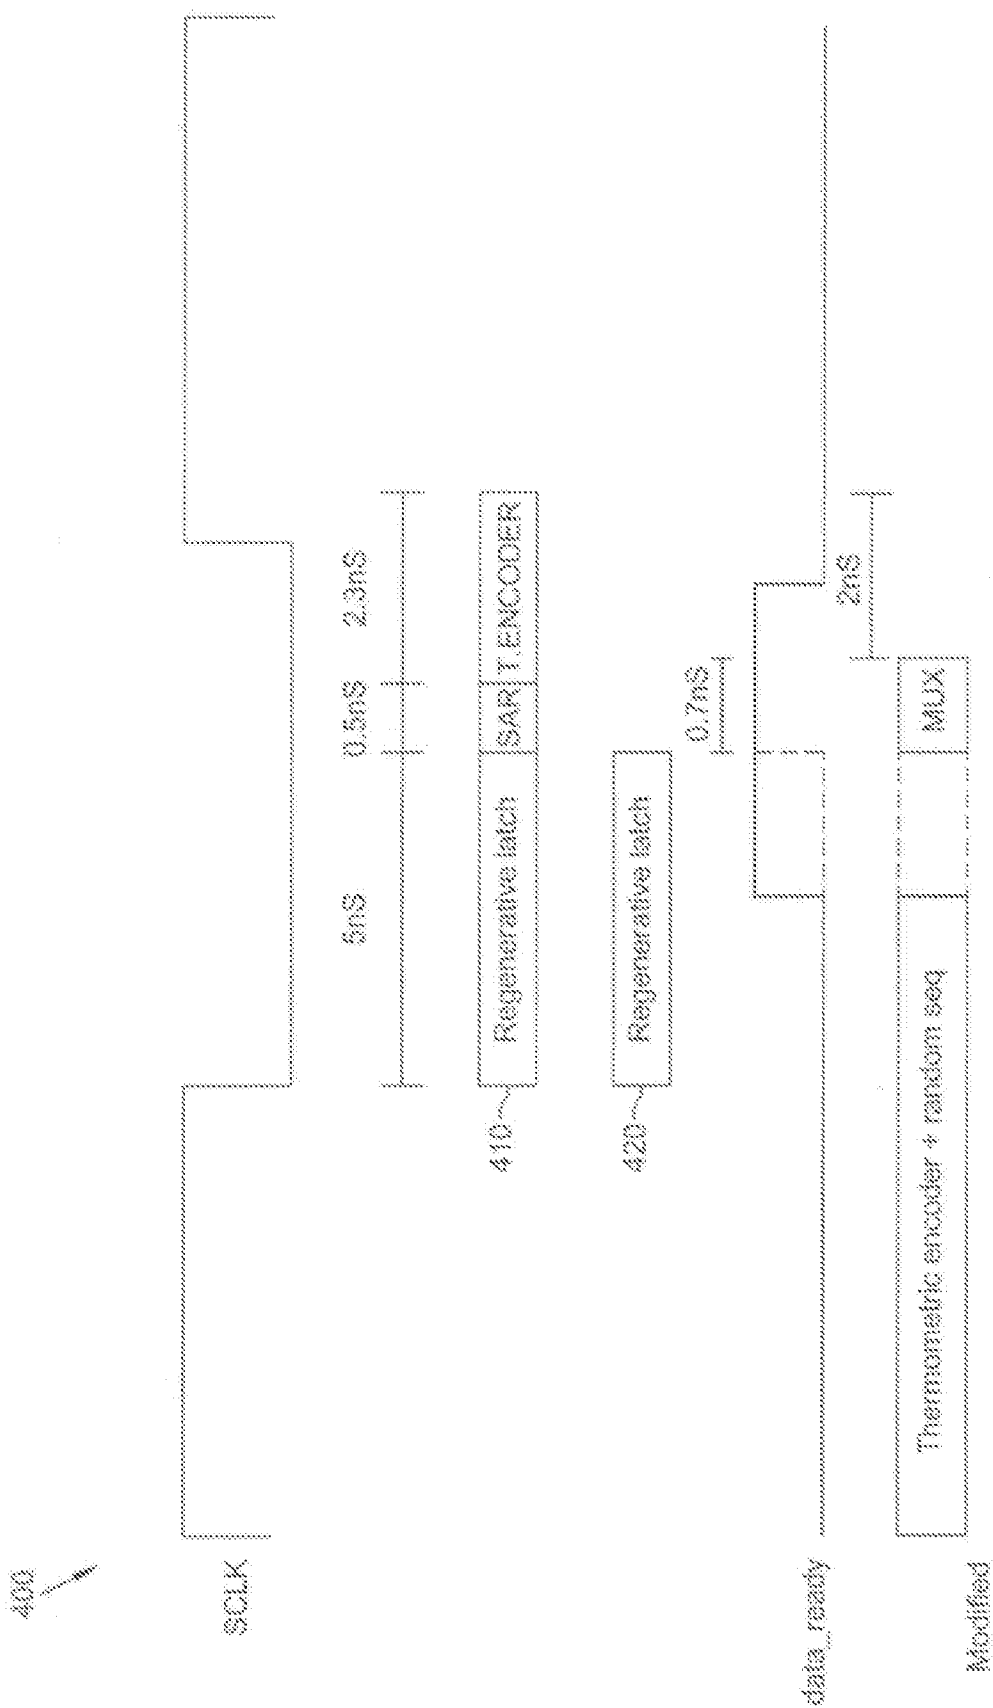 400
SCLK
5nS
0.5nS
2.3nS
410
Regenerative latch
SAR
T.ENCODER
420
Regenerative latch
0.7nS
data_ready
2nS
Modified
Thermometric encoder + random seq
MUX